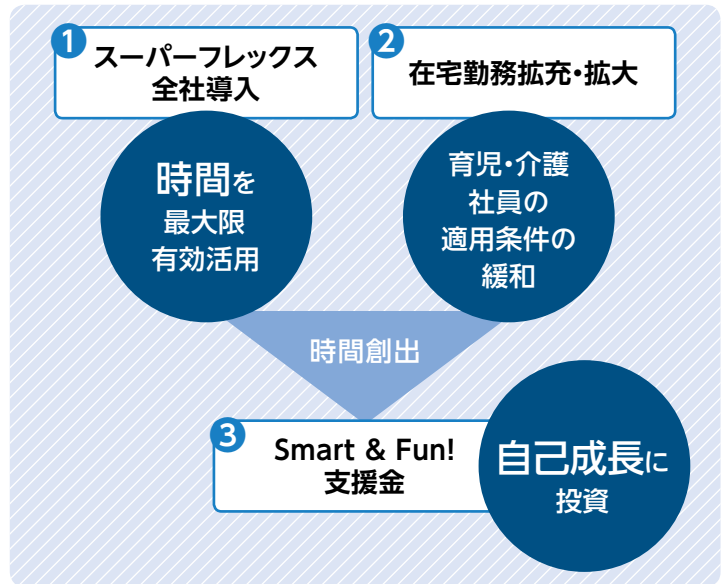 1
スーパーフレックス
全社導入
2
在宅勤務拡充・拡大
時間を
最大限
有効活用
育児・介護
社員の
適用条件の
緩和
時間創出
3
Smart & Fun!
支援金
自己成長に
投資